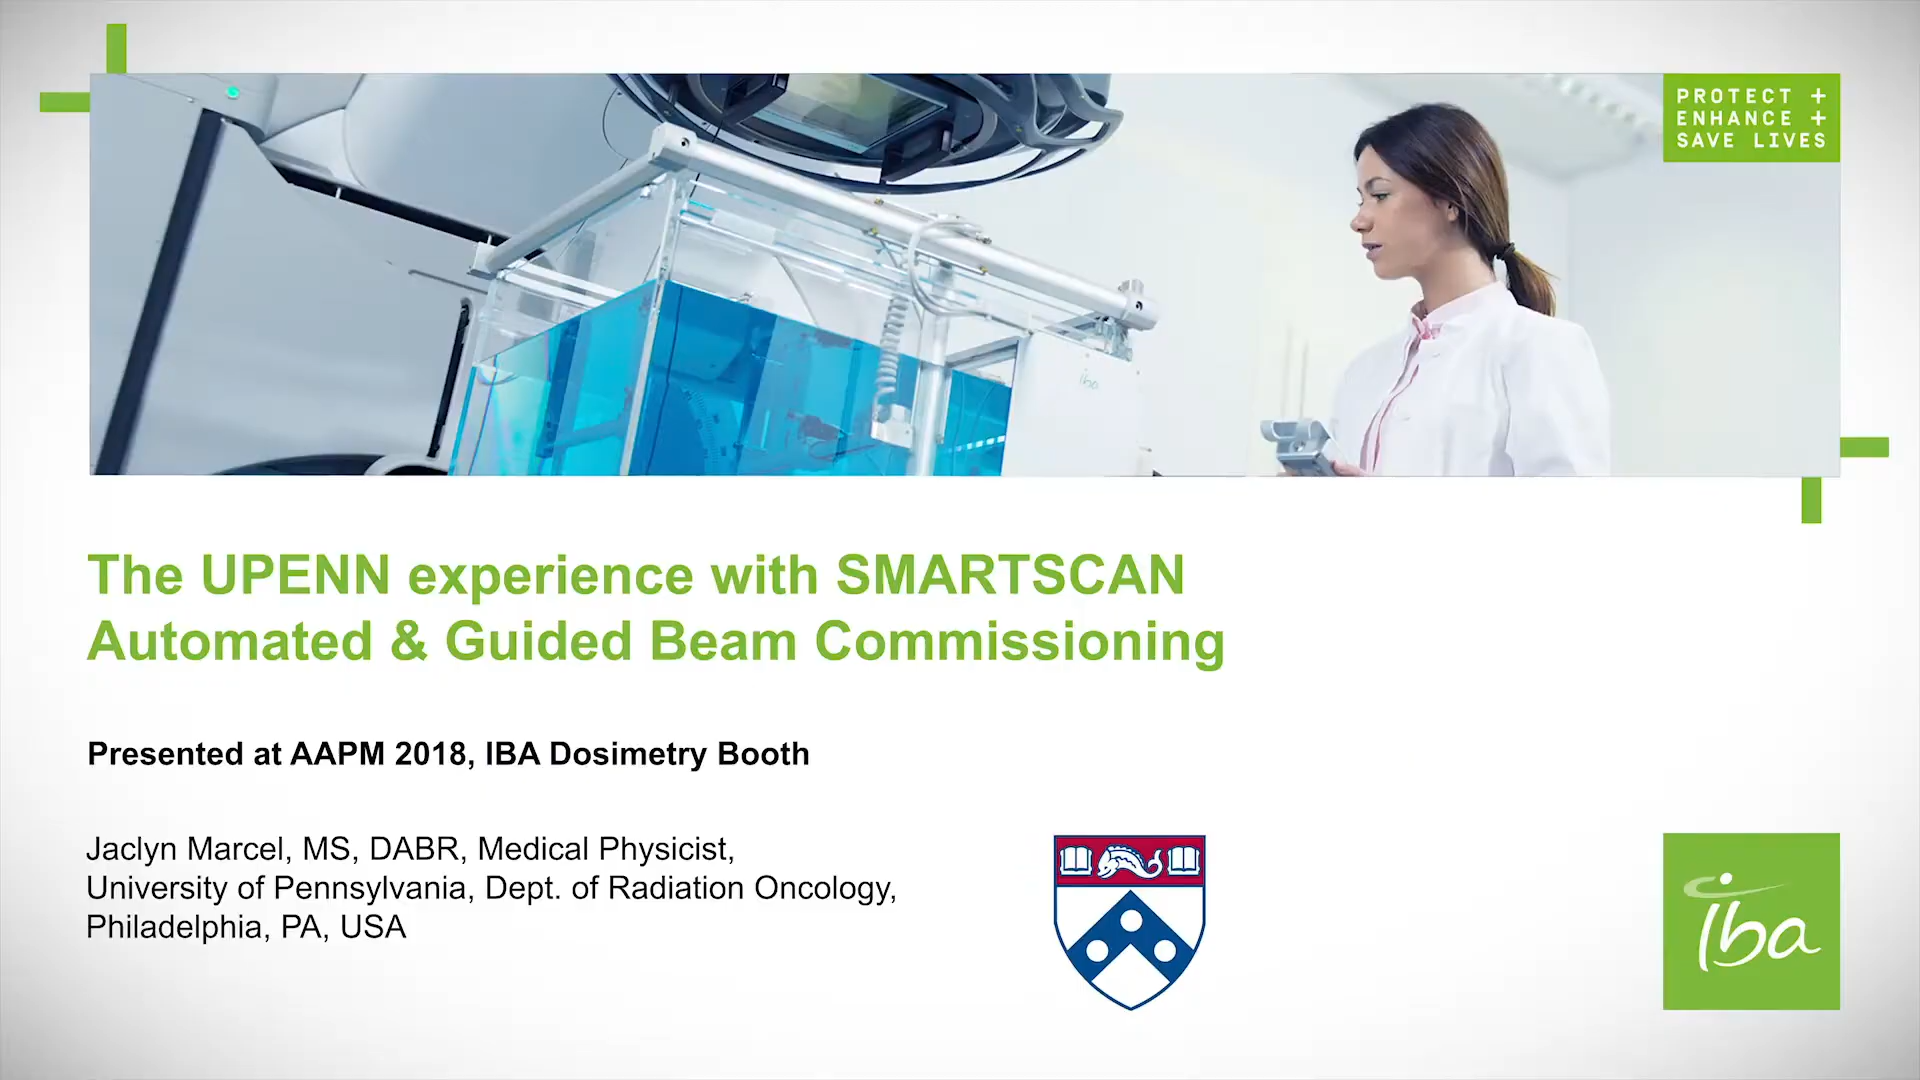 PROTECT +
ENHANCE +
SAVE LIVES
iba
The UPENN experience with SMARTSCAN
Automated & Guided Beam Commissioning
Presented at AAPM 2018, IBA Dosimetry Booth
Jaclyn Marcel, MS, DABR, Medical Physicist,
University of Pennsylvania, Dept. of Radiation Oncology,
Philadelphia, PA, USA
iba